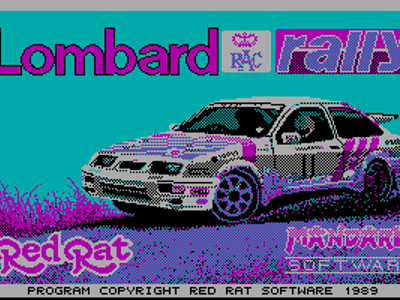 Lombard RAC rally
Red Rat
MANDARIN
SOFTWARE
PROGRAM COPYRIGHT RED RAT SOFTWARE 1989